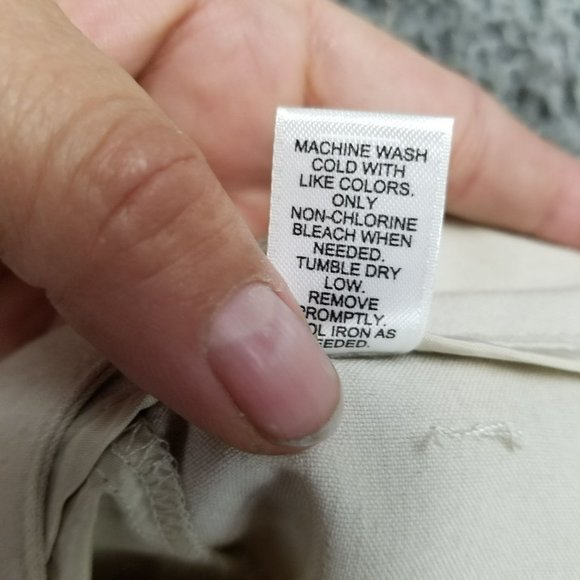 MACHINE WASH
COLD WITH
LIKE COLORS.
ONLY
NON-CHLORINE
BLEACH WHEN
NEEDED.
TUMBLE DRY
LOW.
REMOVE
PROMPTLY.
IRON AS
NEEDED.